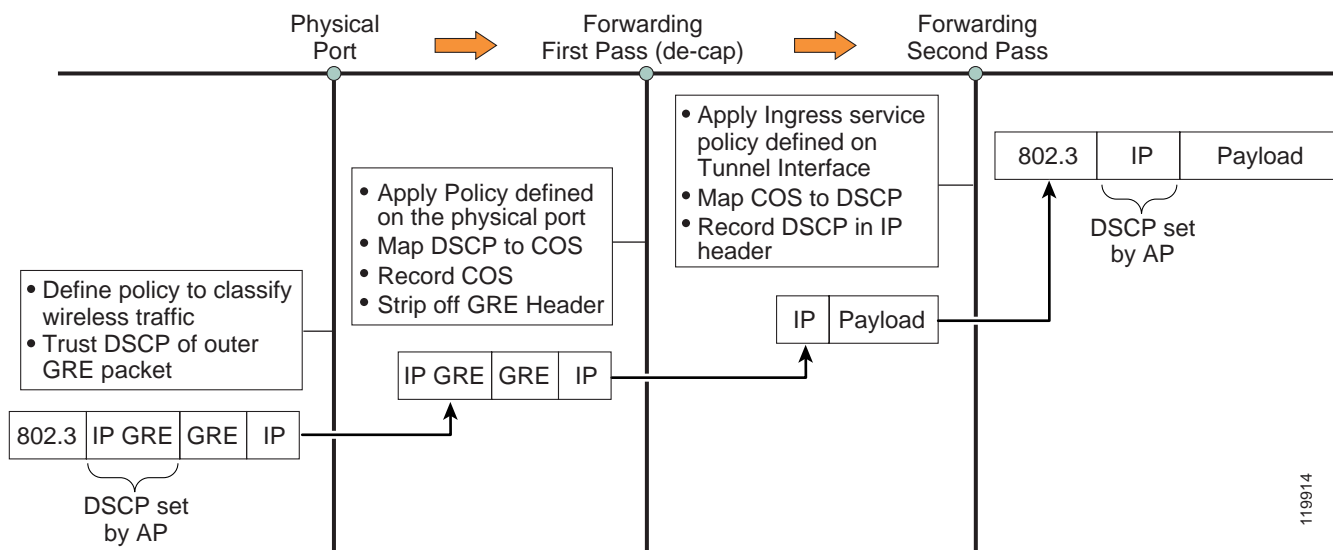 Physical
Port
Forwarding
First Pass (de-cap)
Forwarding
Second Pass
• Define policy to classify
wireless traffic
• Trust DSCP of outer
GRE packet
802.3 IP GRE GRE IP
DSCP set
by AP
• Apply Policy defined
on the physical port
• Map DSCP to COS
• Record COS
• Strip off GRE Header
IP GRE GRE IP
• Apply Ingress service
policy defined on
Tunnel Interface
• Map COS to DSCP
• Record DSCP in IP
header
IP Payload
802.3 IP Payload
DSCP set
by AP
119914